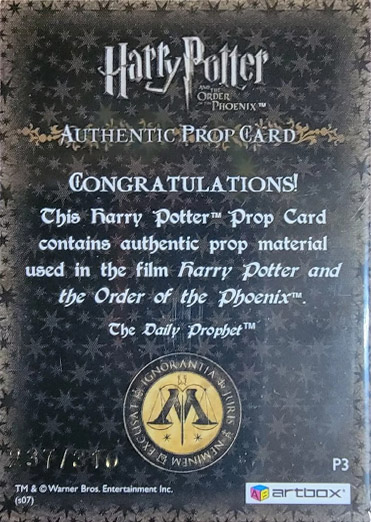 Harry Potter
AND THE
ORDER
OF THE
PHOENIX™
AUTHENTIC PROP CARD
CONGRATULATIONS!
This Harry Potter™ Prop Card
contains authentic prop material
used in the film Harry Potter and
the Order of the Phoenix™.
The Daily Prophet™
IGNORANTIA JURIS NEMINEM EXCUSAT
M
/310
P3
TM & © Warner Bros. Entertainment Inc.
(s07)
artbox